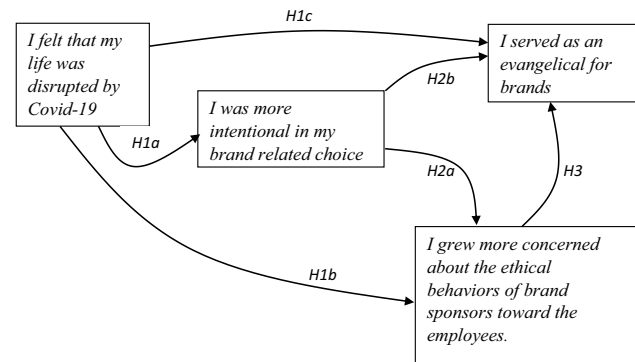 H1c
I felt that my
life was
disrupted by
Covid-19
I served as an
evangelical for
brands
H2b
I was more
intentional in my
brand related choice
H1a
H2a
H3
I grew more concerned
about the ethical
behaviors of brand
sponsors toward the
employees.
H1b